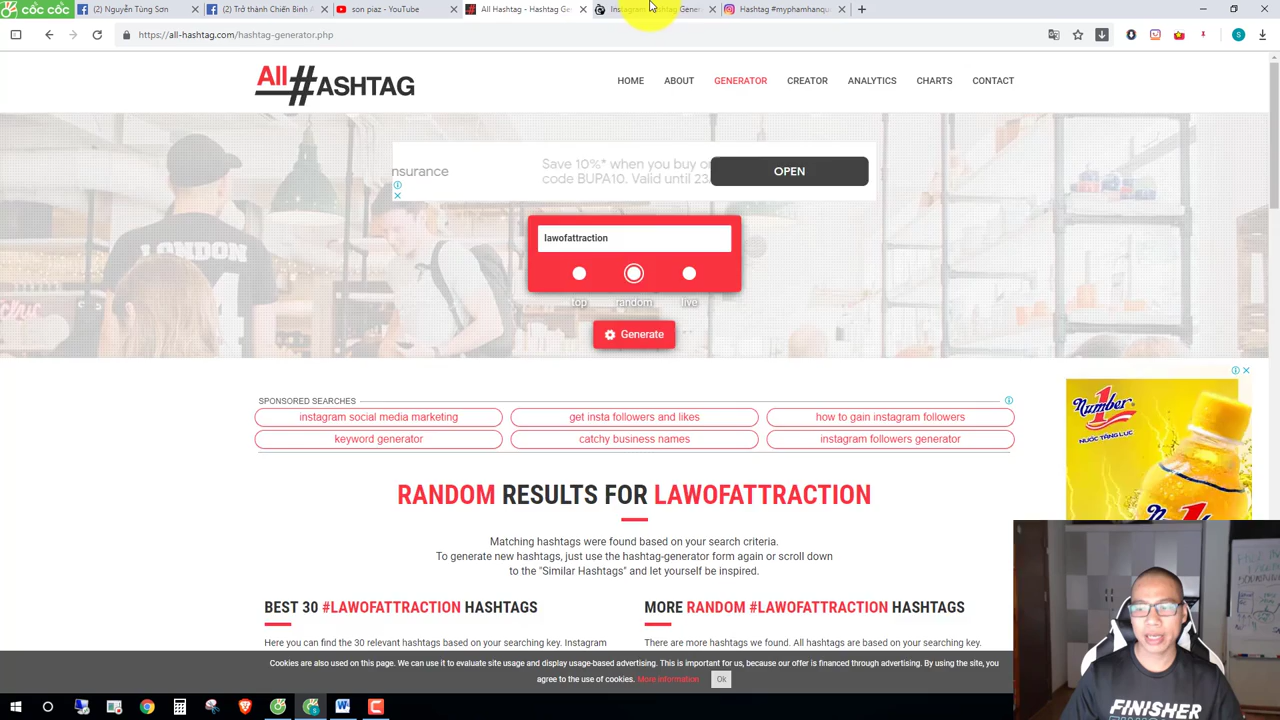 cốc cốc
Nguyễn Tùng Sơn
Trở thành Chiến Binh A
son piaz - YouTube
All Hashtag - Hashtag Ge
Instagram Hashtag Gener
Hashtag #myphamhanqu
https://all-hashtag.com/hashtag-generator.php
All #ASHTAG
HOME
ABOUT
GENERATOR
CREATOR
ANALYTICS
CHARTS
CONTACT
LONDON
nsurance
Save 10%* when you buy o
code BUPA10. Valid until 23
OPEN
lawofattraction
top
random
live
Generate
SPONSORED SEARCHES
instagram social media marketing
get insta followers and likes
how to gain instagram followers
keyword generator
catchy business names
instagram followers generator
Number 1
NƯỚC TĂNG LỰC
RANDOM RESULTS FOR LAWOFATTRACTION
Matching hashtags were found based on your search criteria.
To generate new hashtags, just use the hashtag-generator form again or scroll down
to the "Similar Hashtags" and let yourself be inspired.
BEST 30 #LAWOFATTRACTION HASHTAGS
MORE RANDOM #LAWOFATTRACTION HASHTAGS
Here you can find the 30 relevant hashtags based on your searching key. Instagram
There are more hashtags we found. All hashtags are based on your searching key.
Cookies are also used on this page. We can use it to evaluate site usage and display usage-based advertising. This is important for us, because our offer is financed through advertising. By using the site, you
agree to the use of cookies. More information
Ok
FINISHER